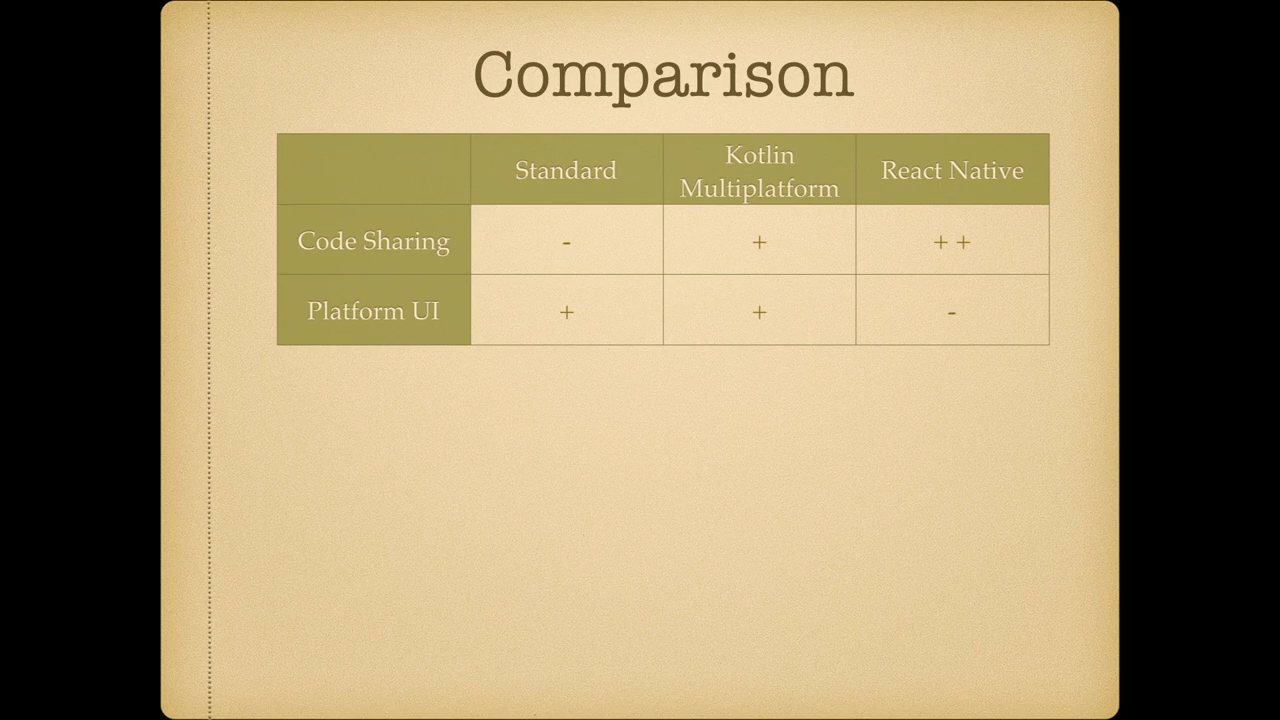 Comparison
Standard
Kotlin
Multiplatform
React Native
Code Sharing
-
+
+ +
Platform UI
+
+
-